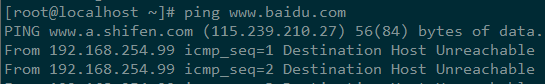 [root@localhost ~]# ping www.baidu.com
PING www.a.shifen.com (115.239.210.27) 56(84) bytes of data.
From 192.168.254.99 icmp_seq=1 Destination Host Unreachable
From 192.168.254.99 icmp_seq=2 Destination Host Unreachable
From 192.168.254.99 icmp_seq=3 Destination Host Unreachable